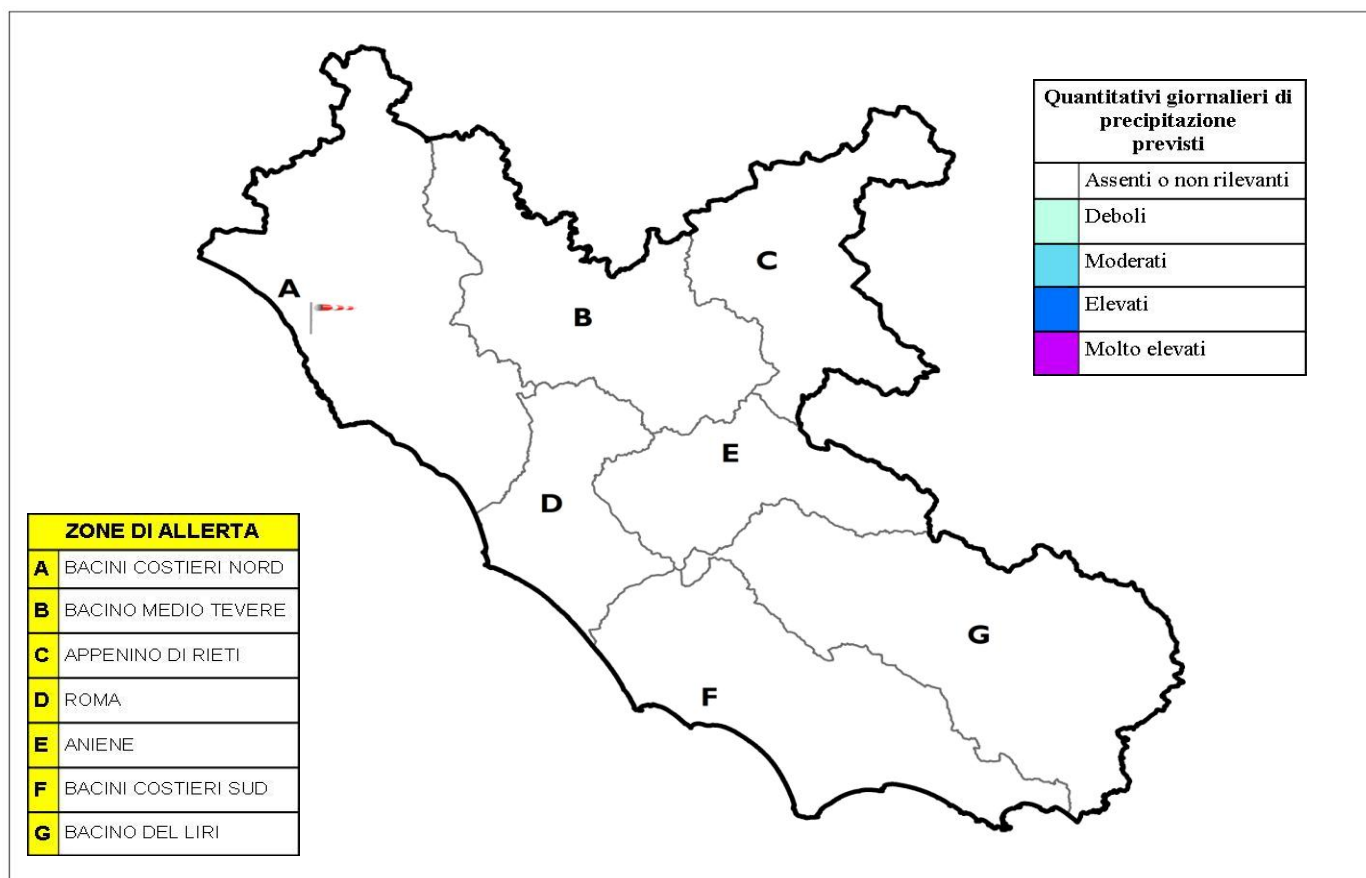 Quantitativi giornalieri di
precipitazione
previsti
Assenti o non rilevanti
Deboli
Moderati
Elevati
Molto elevati
A
B
C
D
E
F
G
ZONE DI ALLERTA
A BACINI COSTIERI NORD
B BACINO MEDIO TEVERE
C APPENINO DI RIETI
D ROMA
E ANIENE
F BACINI COSTIERI SUD
G BACINO DEL LIRI